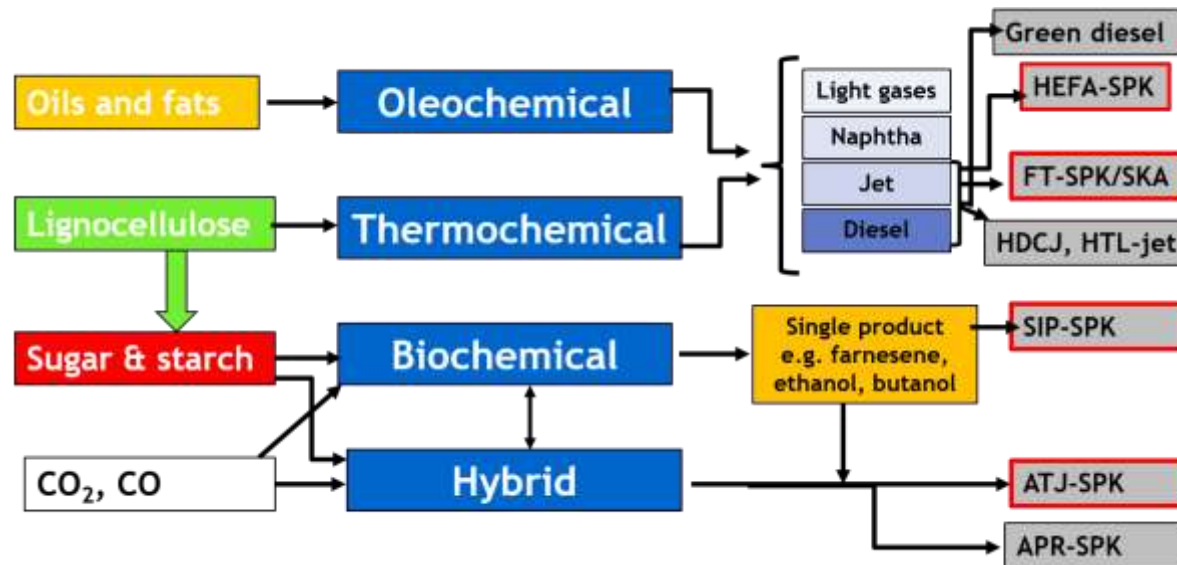 Green diesel
Oils and fats
Oleochemical
Light gases
HEFA-SPK
Naphtha
Lignocellulose
Thermochemical
Jet
FT-SPK/SKA
Diesel
HDCJ, HTL-jet
Sugar & starch
Biochemical
Single product
e.g. farnesene,
ethanol, butanol
SIP-SPK
CO₂, CO
Hybrid
ATJ-SPK
APR-SPK